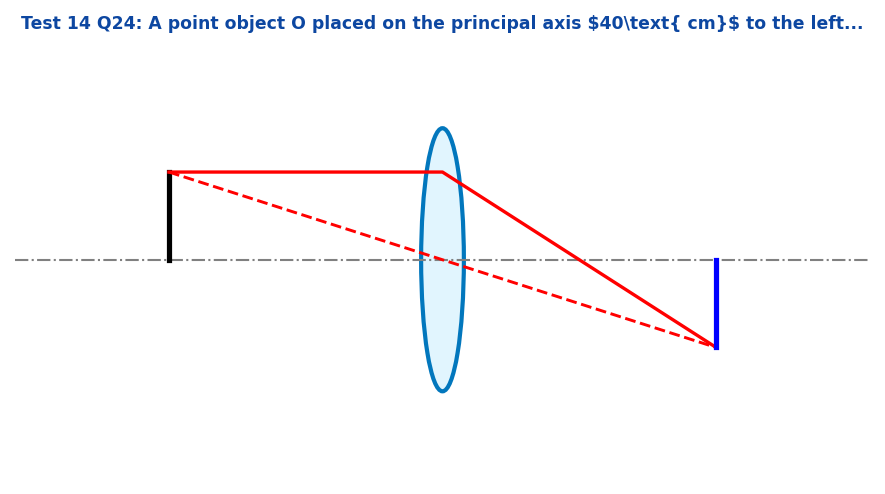 Test 14 Q24: A point object O placed on the principal axis $40\text{ cm}$ to the left...